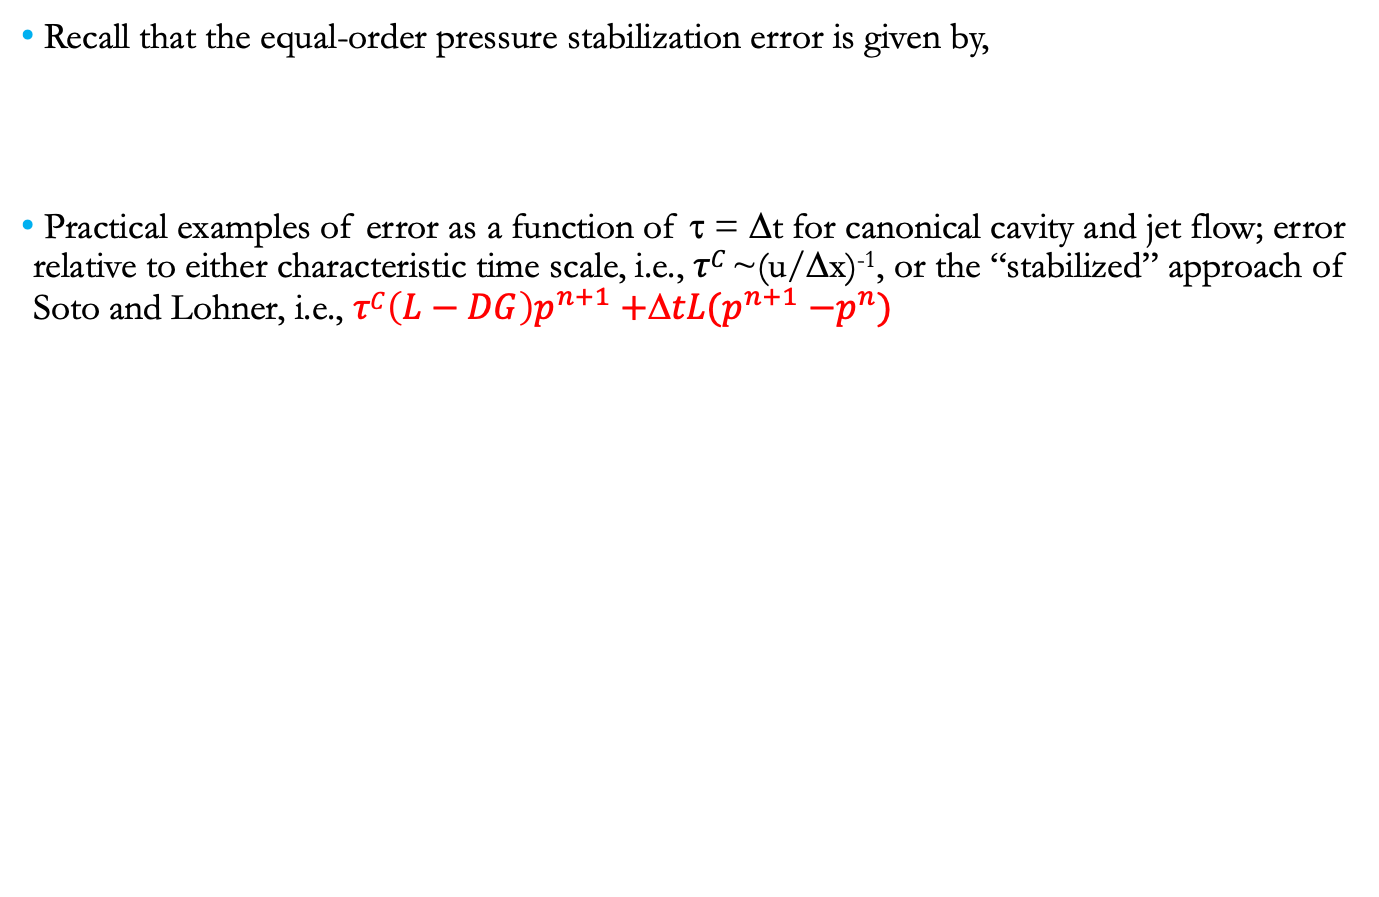 • Recall that the equal-order pressure stabilization error is given by,
• Practical examples of error as a function of τ = Δt for canonical cavity and jet flow; error
relative to either characteristic time scale, i.e., τ^C ~(u/Δx)^-1, or the “stabilized” approach of
Soto and Lohner, i.e., τ^C(L − DG)p^n+1 +ΔtL(p^n+1 −p^n)